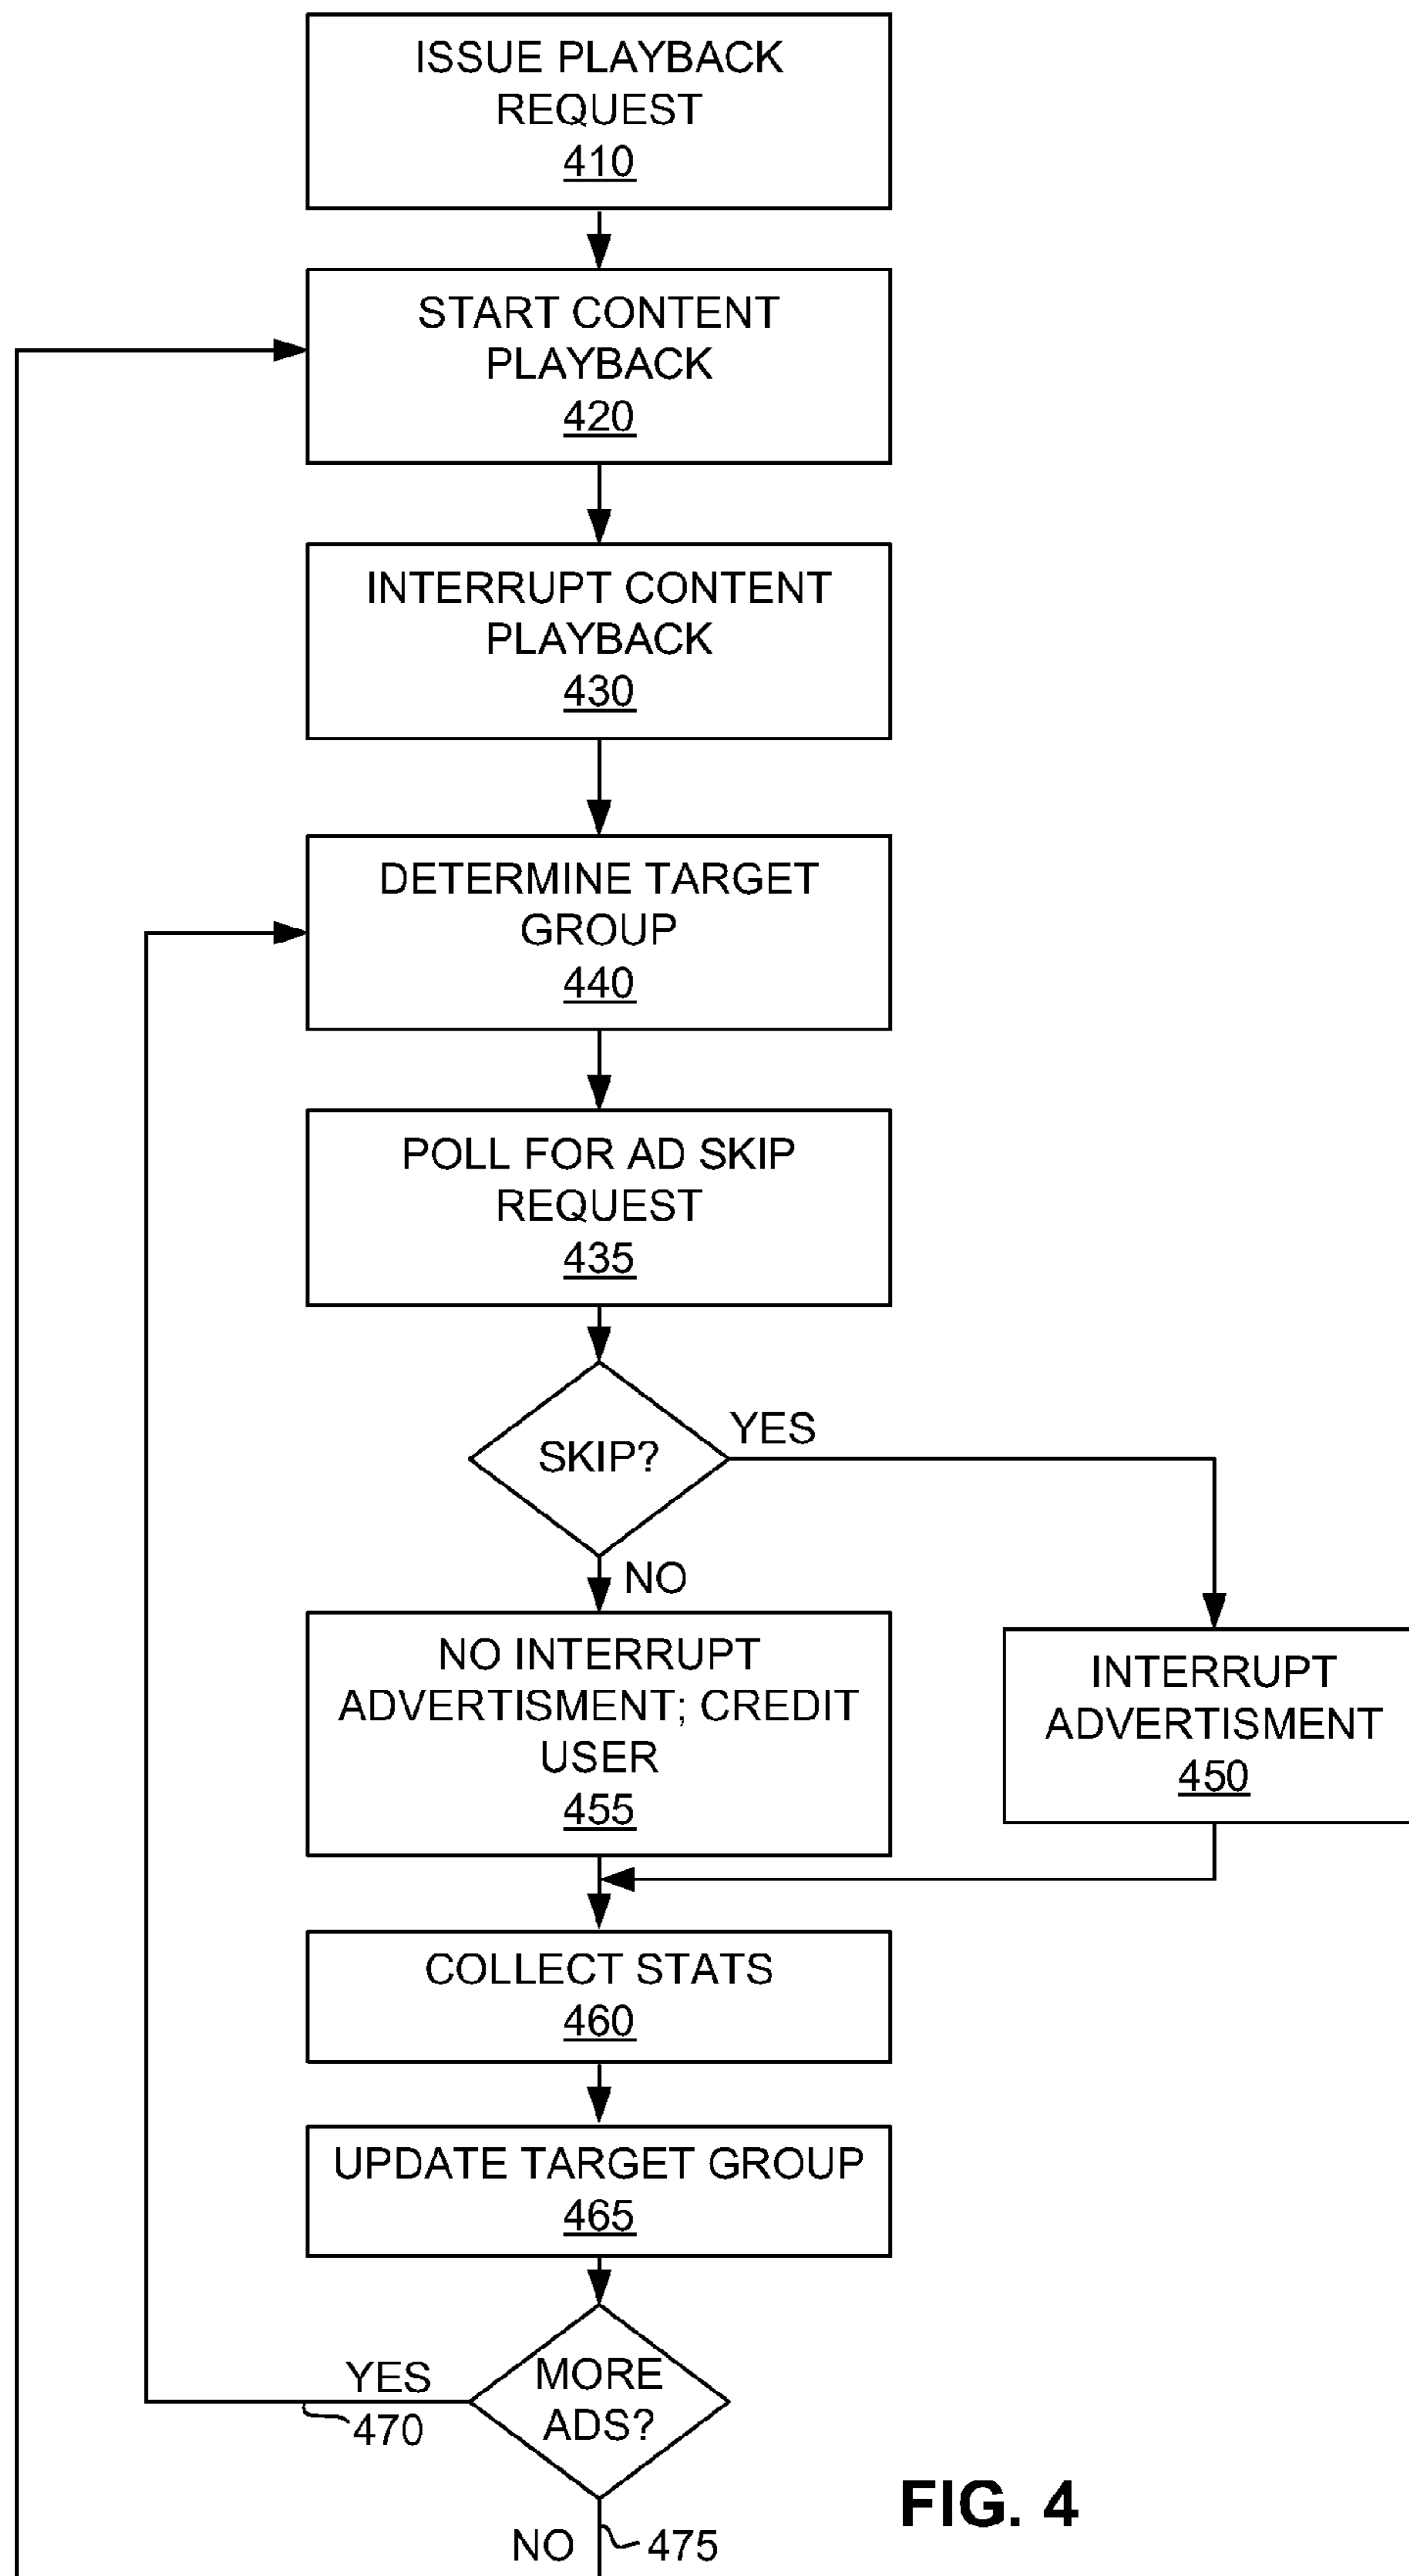 ISSUE PLAYBACK
REQUEST
410
START CONTENT
PLAYBACK
420
INTERRUPT CONTENT
PLAYBACK
430
DETERMINE TARGET
GROUP
440
POLL FOR AD SKIP
REQUEST
435
SKIP?
YES
NO
NO INTERRUPT
ADVERTISMENT; CREDIT
USER
455
INTERRUPT
ADVERTISMENT
450
COLLECT STATS
460
UPDATE TARGET GROUP
465
MORE
ADS?
YES
470
NO
475
FIG. 4